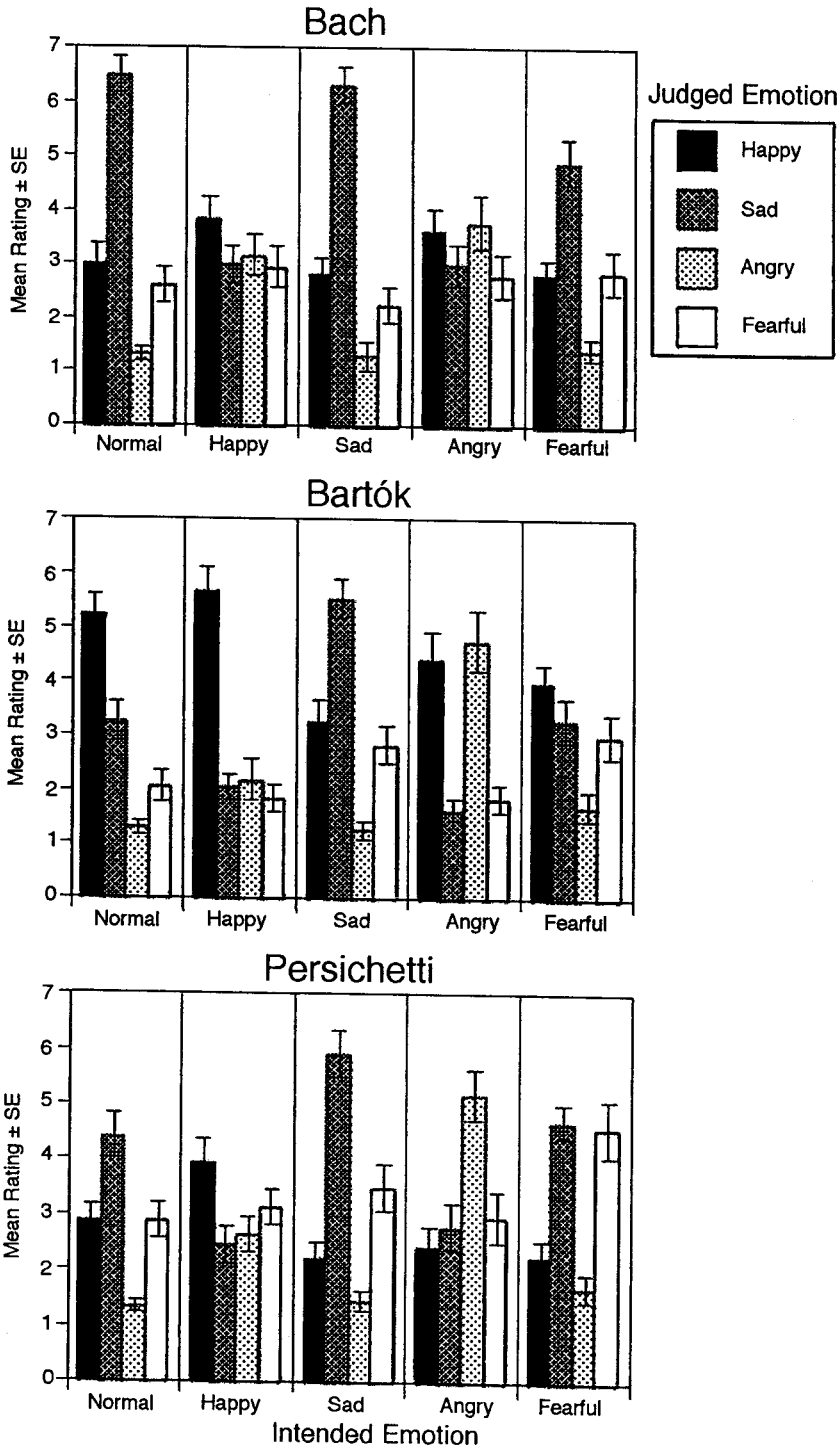 Bach
7
6
5
4
3
2
1
0
Mean Rating ± SE
Normal Happy Sad Angry Fearful
Judged Emotion
Happy
Sad
Angry
Fearful
Bartók
7
6
5
4
3
2
1
0
Mean Rating ± SE
Normal Happy Sad Angry Fearful
Persichetti
7
6
5
4
3
2
1
0
Mean Rating ± SE
Normal Happy Sad Angry Fearful
Intended Emotion